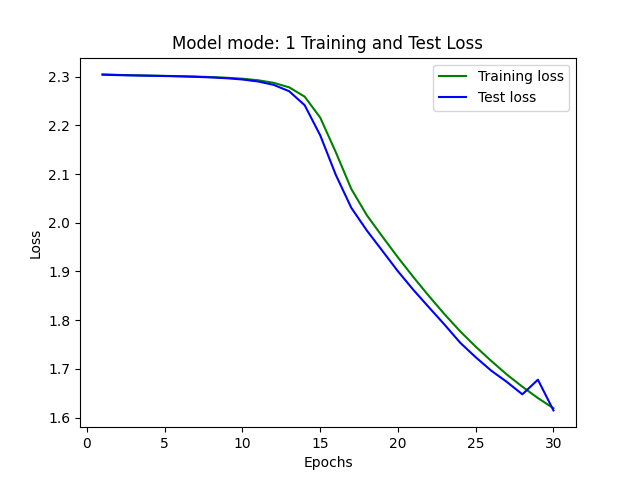 Model mode: 1 Training and Test Loss
Training loss
Test loss
2.3
2.2
2.1
2.0
1.9
1.8
1.7
1.6
Loss
0 5 10 15 20 25 30
Epochs